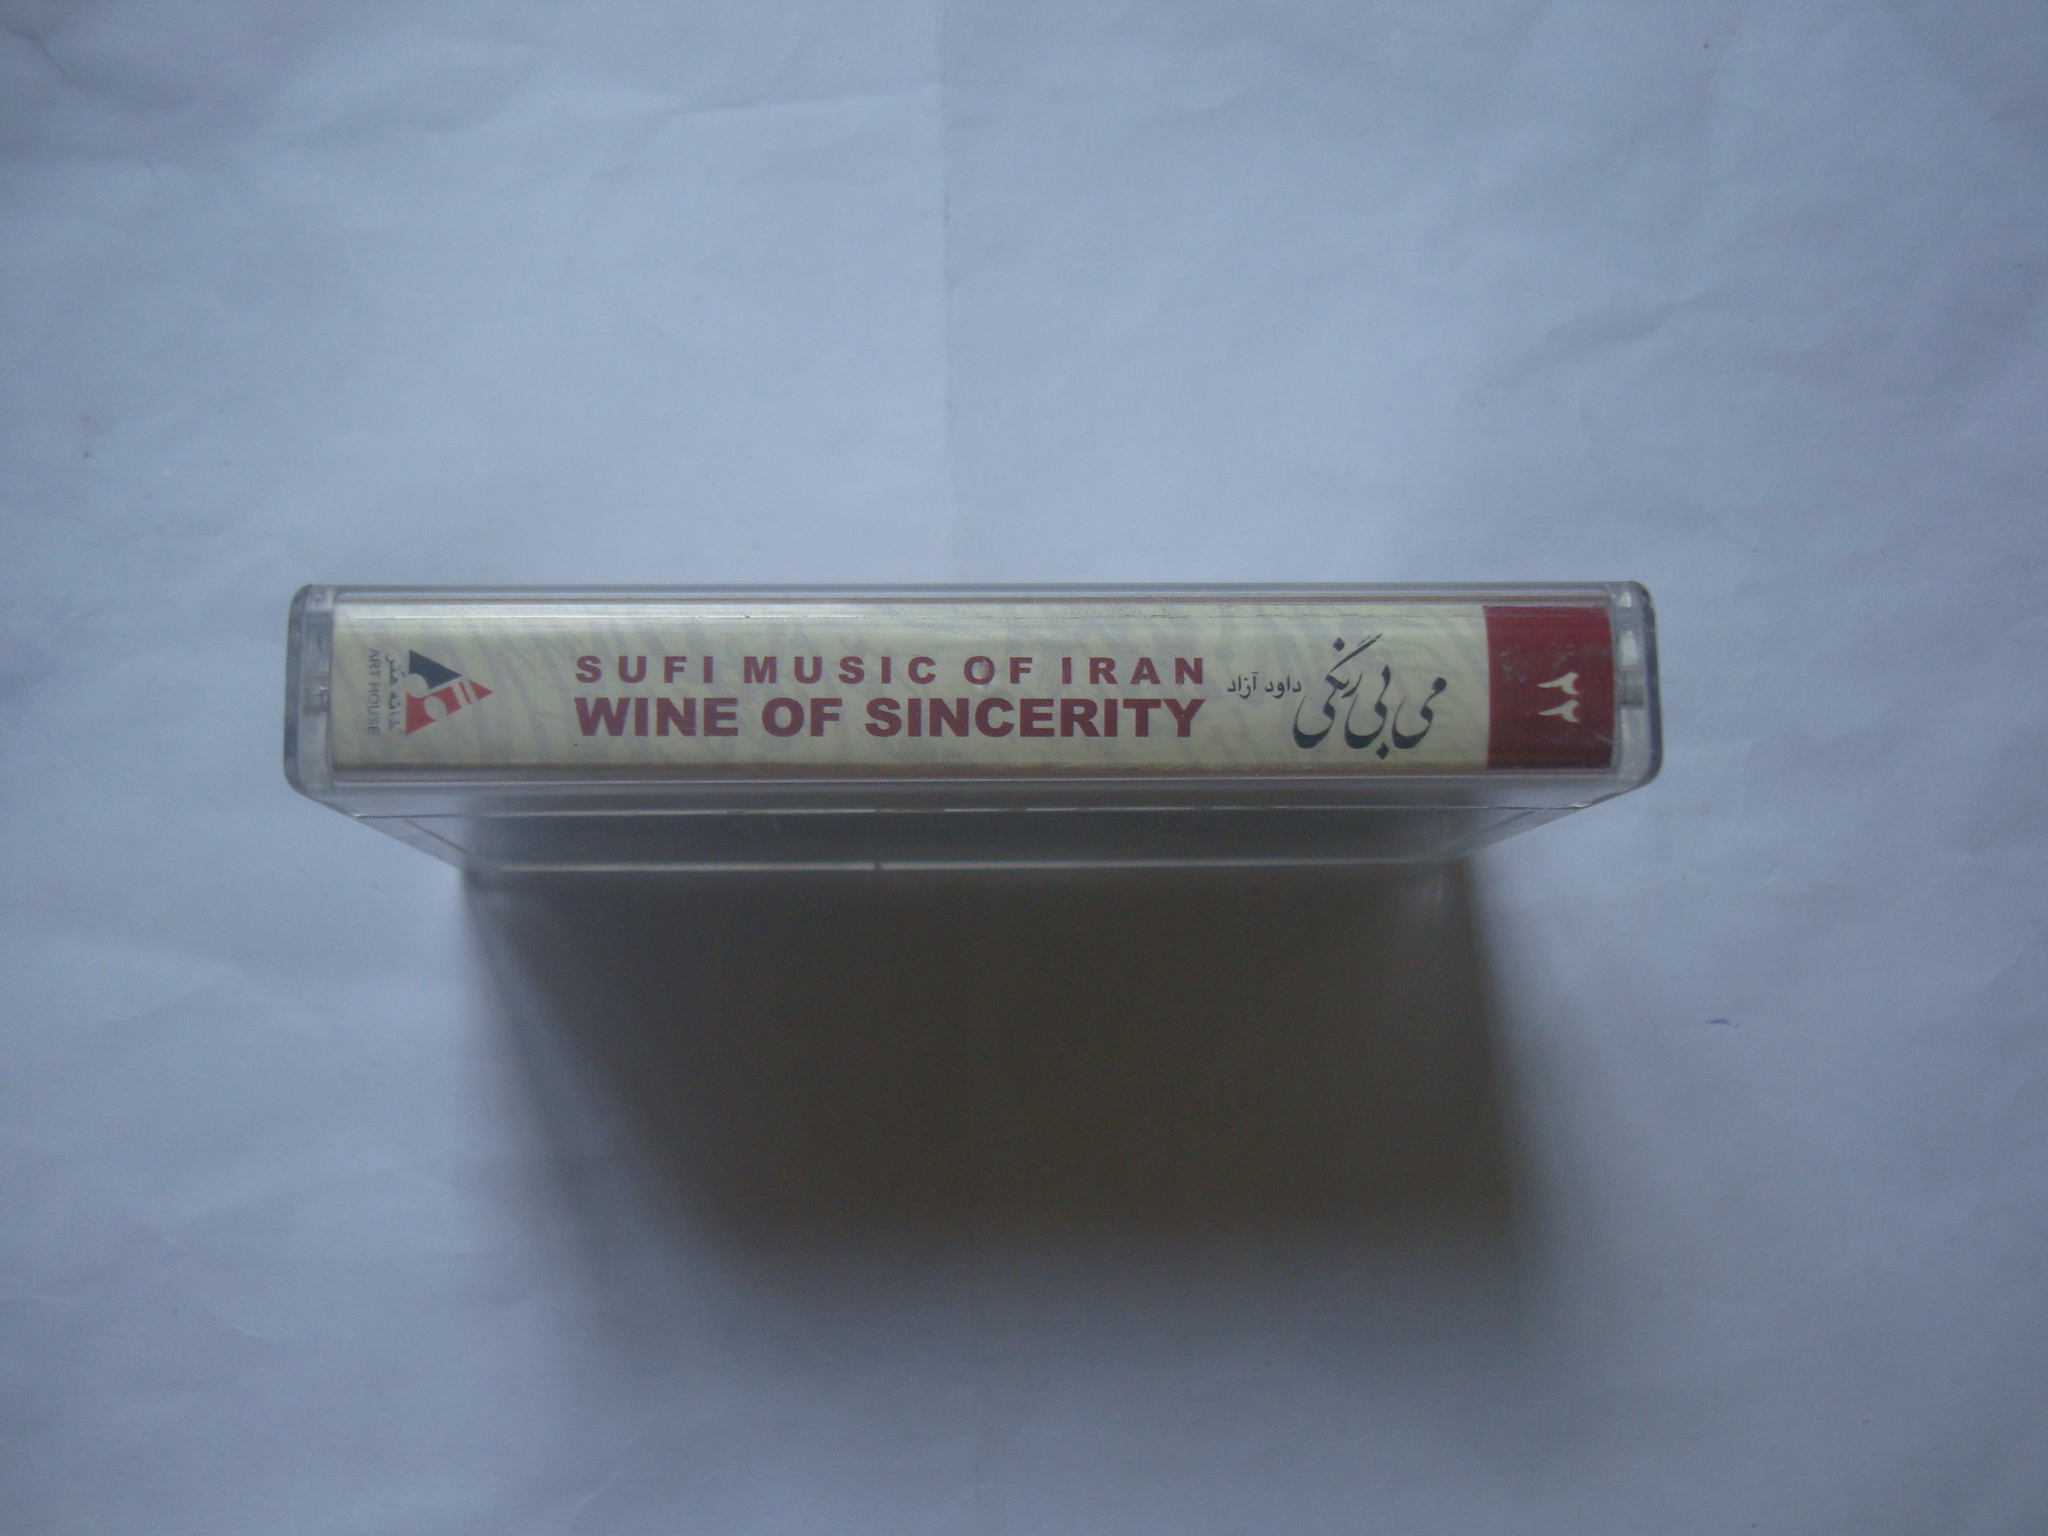 SUFI MUSIC OF IRAN
WINE OF SINCERITY
می بی رنگی
داود آزاد
۲۲
خانه هنر
ART HOUSE